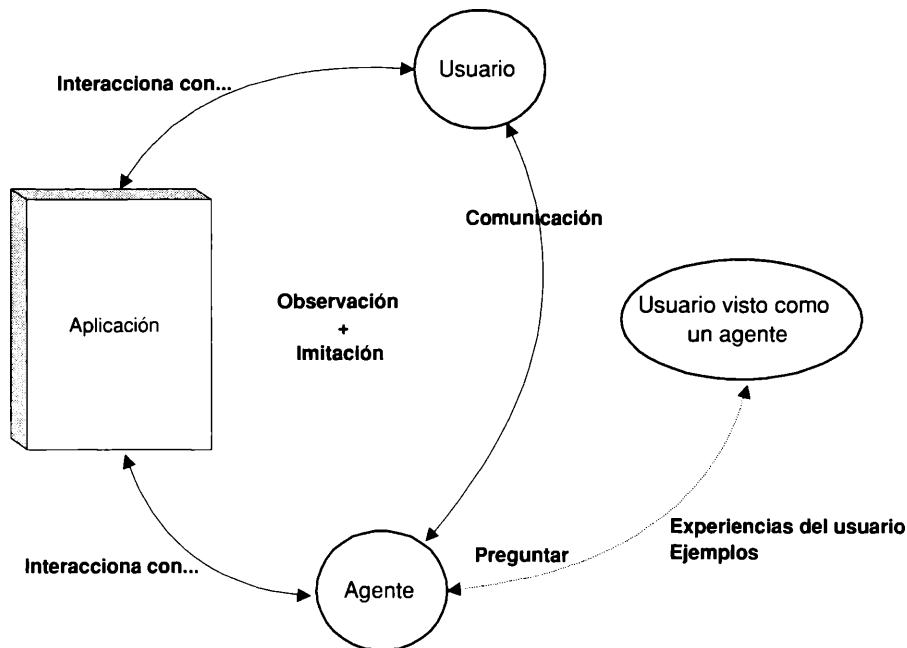 Usuario
Interacciona con...
Comunicación
Observación
+
Imitación
Aplicación
Usuario visto como
un agente
Experiencias del usuario
Ejemplos
Preguntar
Interacciona con...
Agente